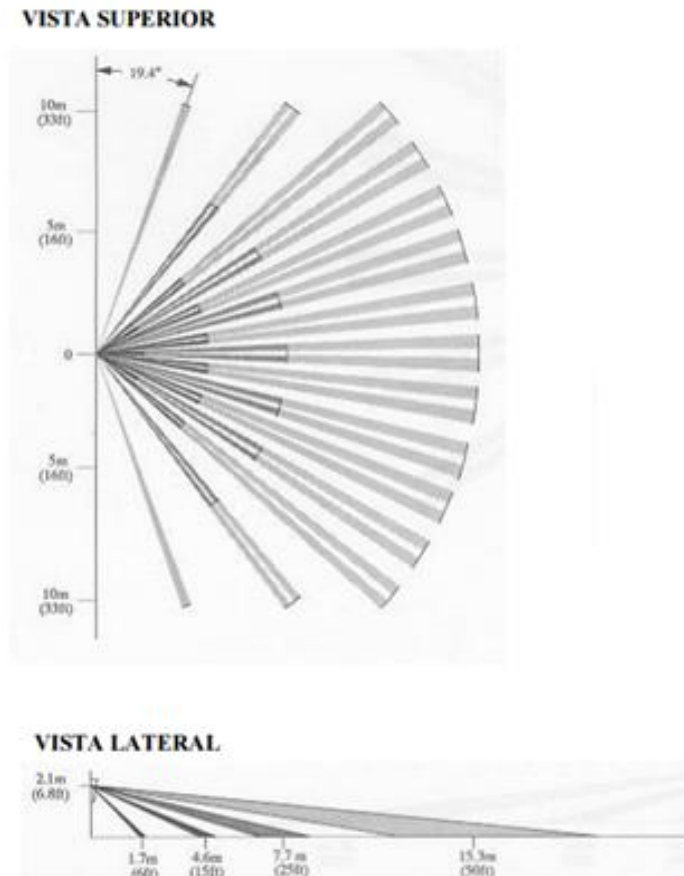 VISTA SUPERIOR
19.4°
10m
(33ft)
5m
(16ft)
0
5m
(16ft)
10m
(33ft)
VISTA LATERAL
2.1m
(6.8ft)
1.7m 4.6m 7.7 m 15.3m
(6ft) (15ft) (25ft) (50ft)